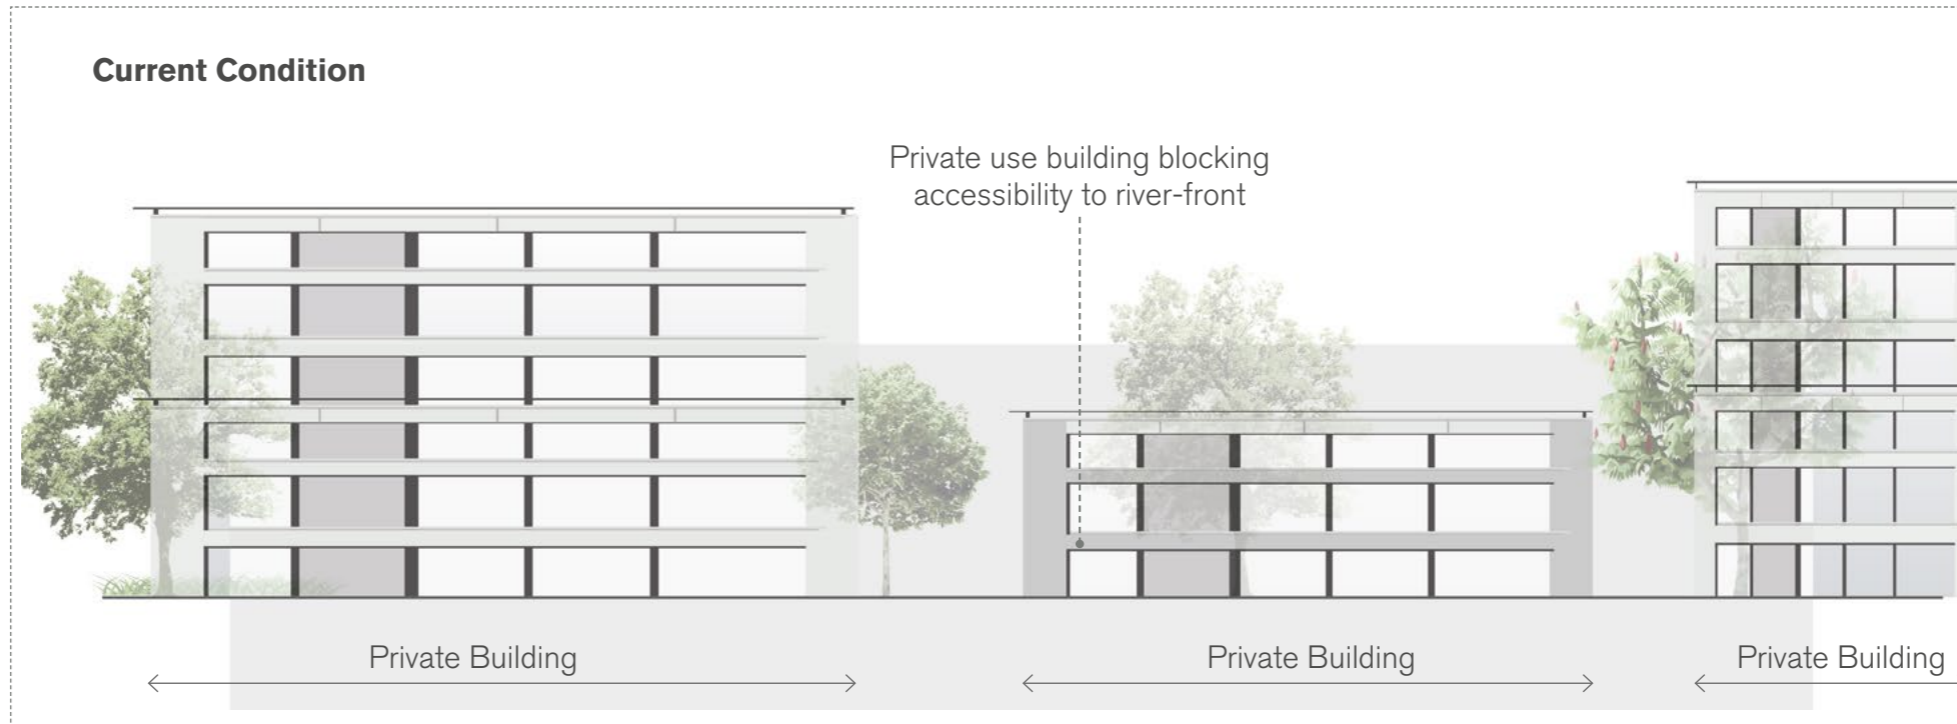 Current Condition
Private use building blocking
accessibility to river-front
Private Building
Private Building
Private Building